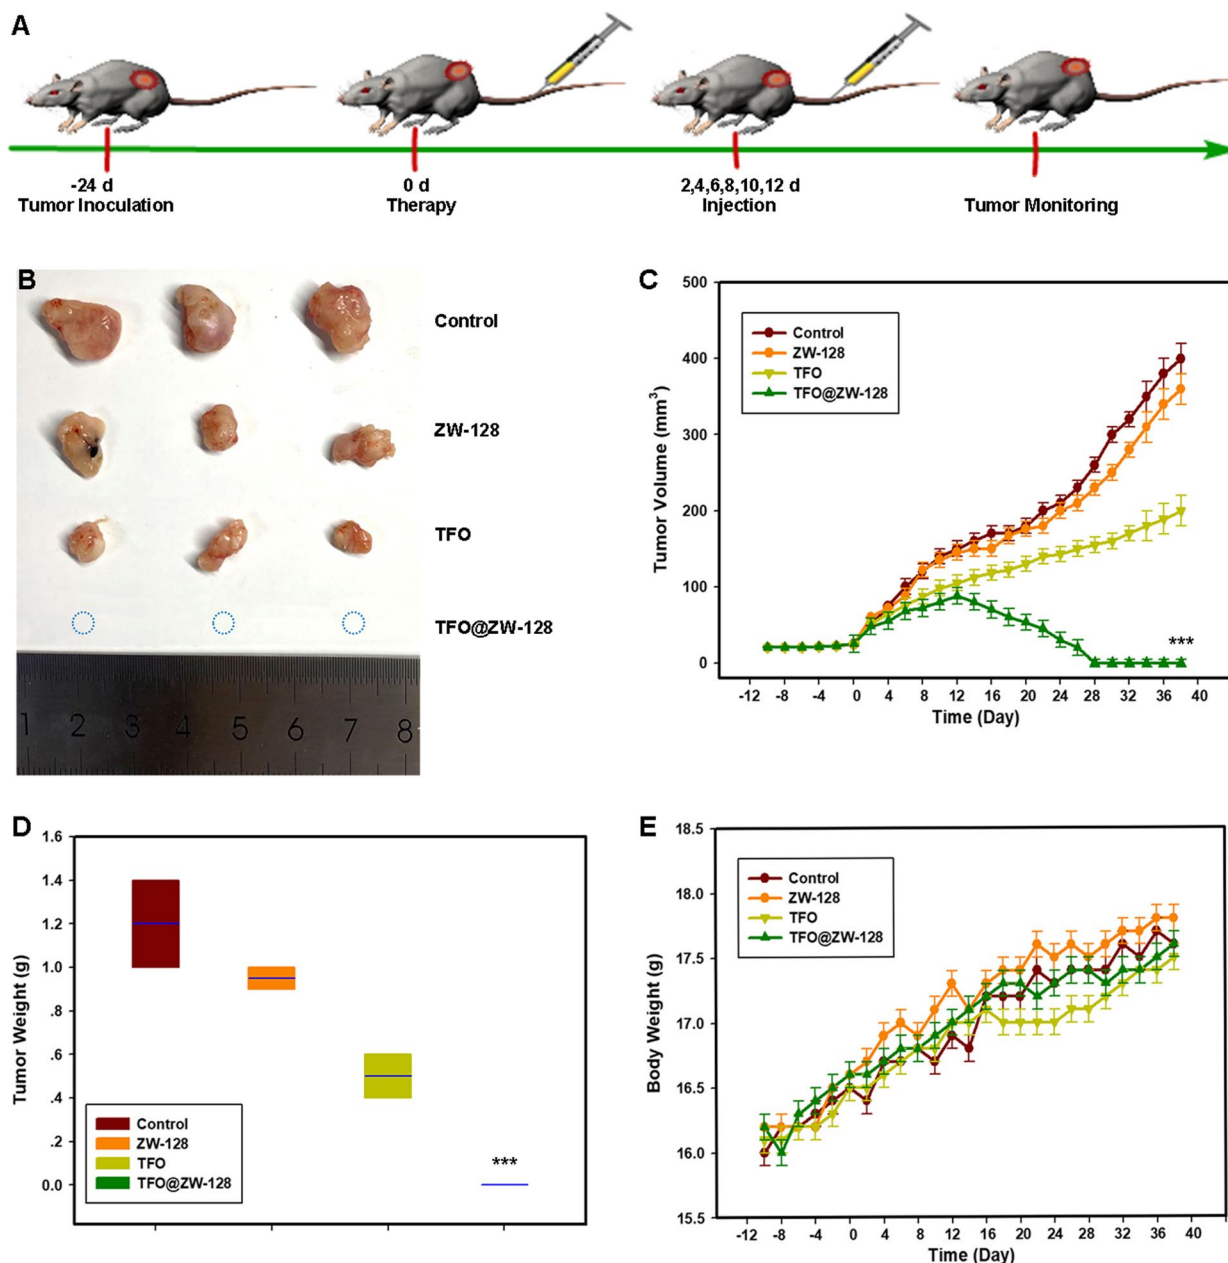 A
-24 d
Tumor Inoculation
0 d
Therapy
2,4,6,8,10,12 d
Injection
Tumor Monitoring
B
Control
ZW-128
TFO
TFO@ZW-128
1 2 3 4 5 6 7 8
C
500
400
300
200
100
0
Tumor Volume (mm³)
Control
ZW-128
TFO
TFO@ZW-128
***
-12 -8 -4 0 4 8 12 16 20 24 28 32 36
Time (Day)
D
1.6
1.4
1.2
1.0
.8
.6
.4
.2
0.0
Tumor Weight (g)
Control
ZW-128
TFO
TFO@ZW-128
***
E
18.5
18.0
17.5
17.0
16.5
16.0
15.5
Body Weight (g)
Control
ZW-128
TFO
TFO@ZW-128
-12 -8 -4 0 4 8 12 16 20 24 28 32 36 40
Time (Day)